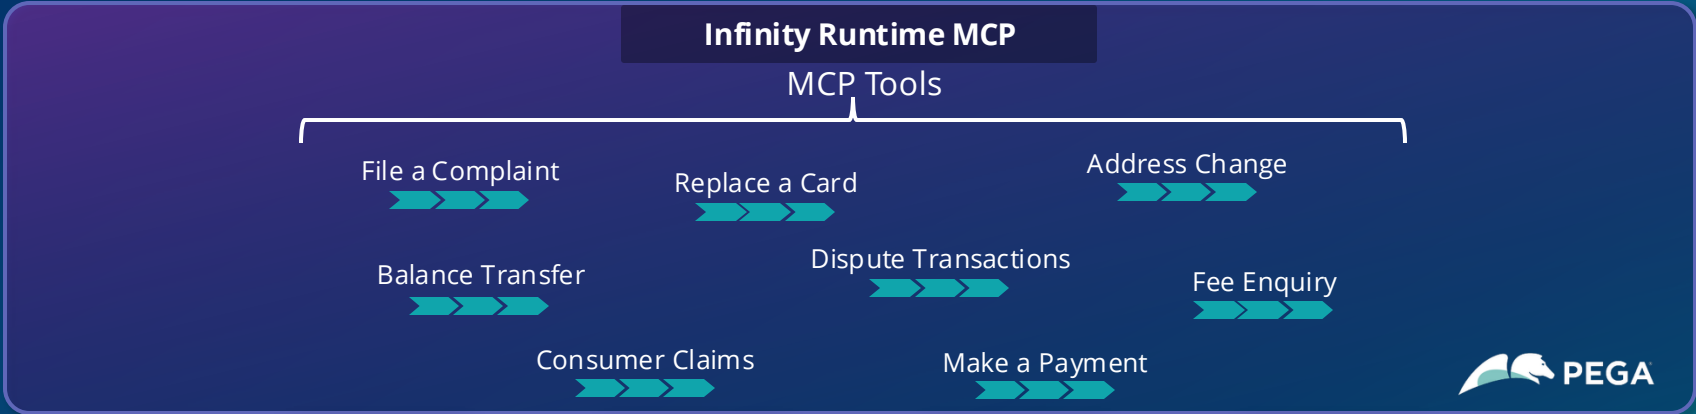 Infinity Runtime MCP
MCP Tools
File a Complaint
Replace a Card
Address Change
Balance Transfer
Dispute Transactions
Fee Enquiry
Consumer Claims
Make a Payment
PEGA